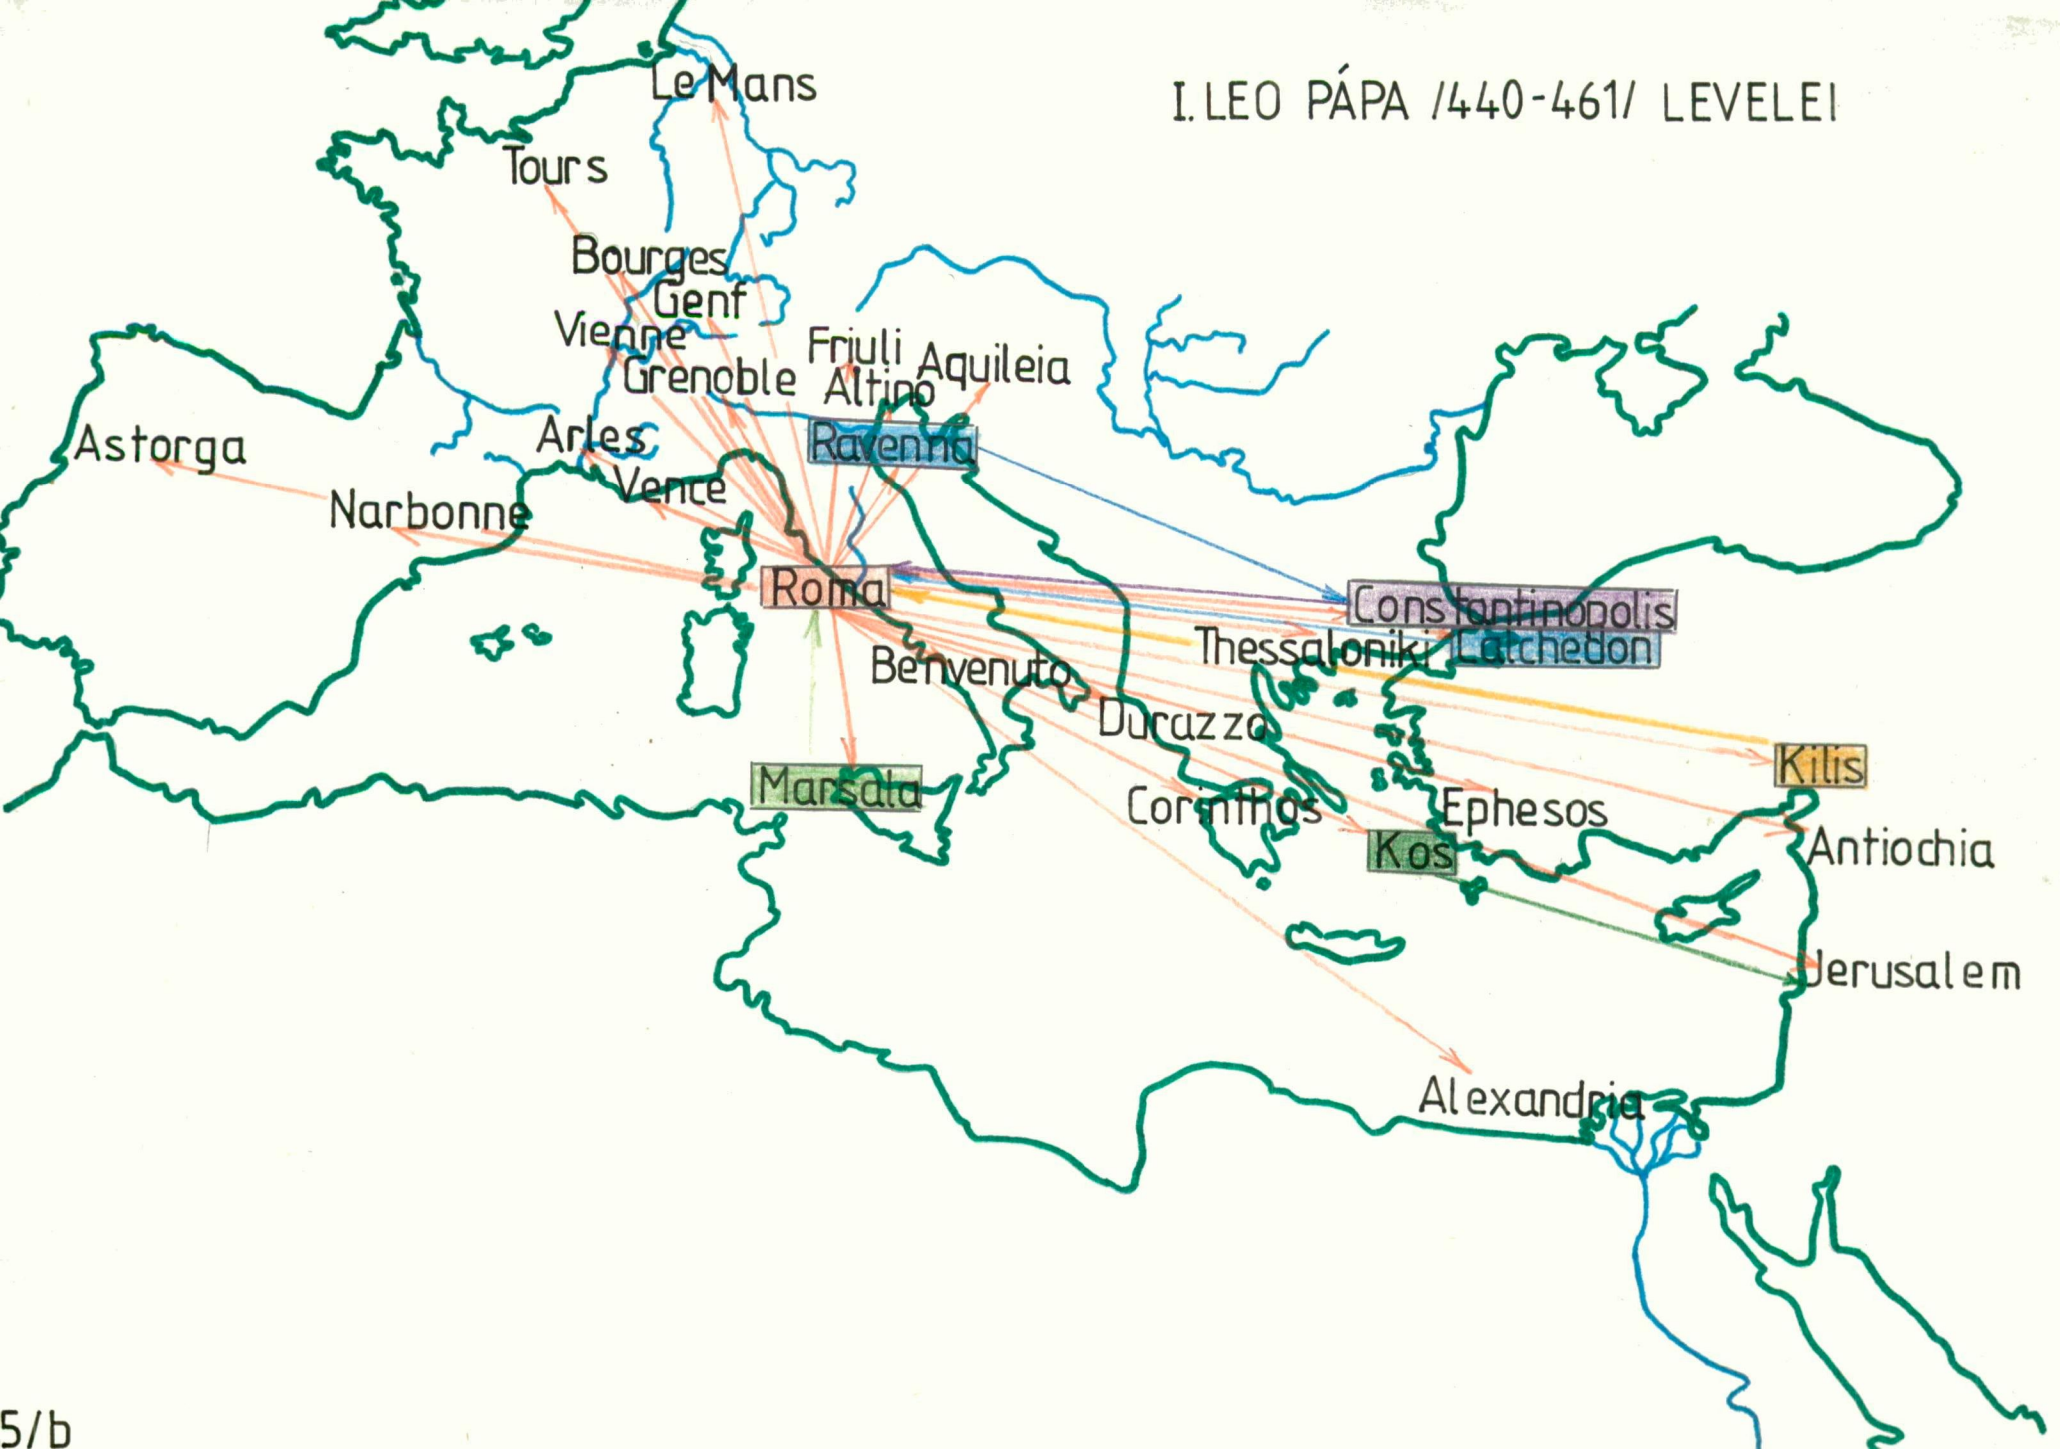 I. LEO PÁPA /440-461/ LEVELEI
Le Mans
Tours
Bourges
Genf
Vienne
Grenoble
Friuli
Aquileia
Altino
Astorga
Arles
Ravenna
Vence
Narbonne
Roma
Constantinopolis
Thessaloniki
Calchedon
Benvenuto
Durazzo
Marsala
Kilis
Corinthos
Ephesos
Kos
Antiochia
Jerusalem
Alexandria
5/b